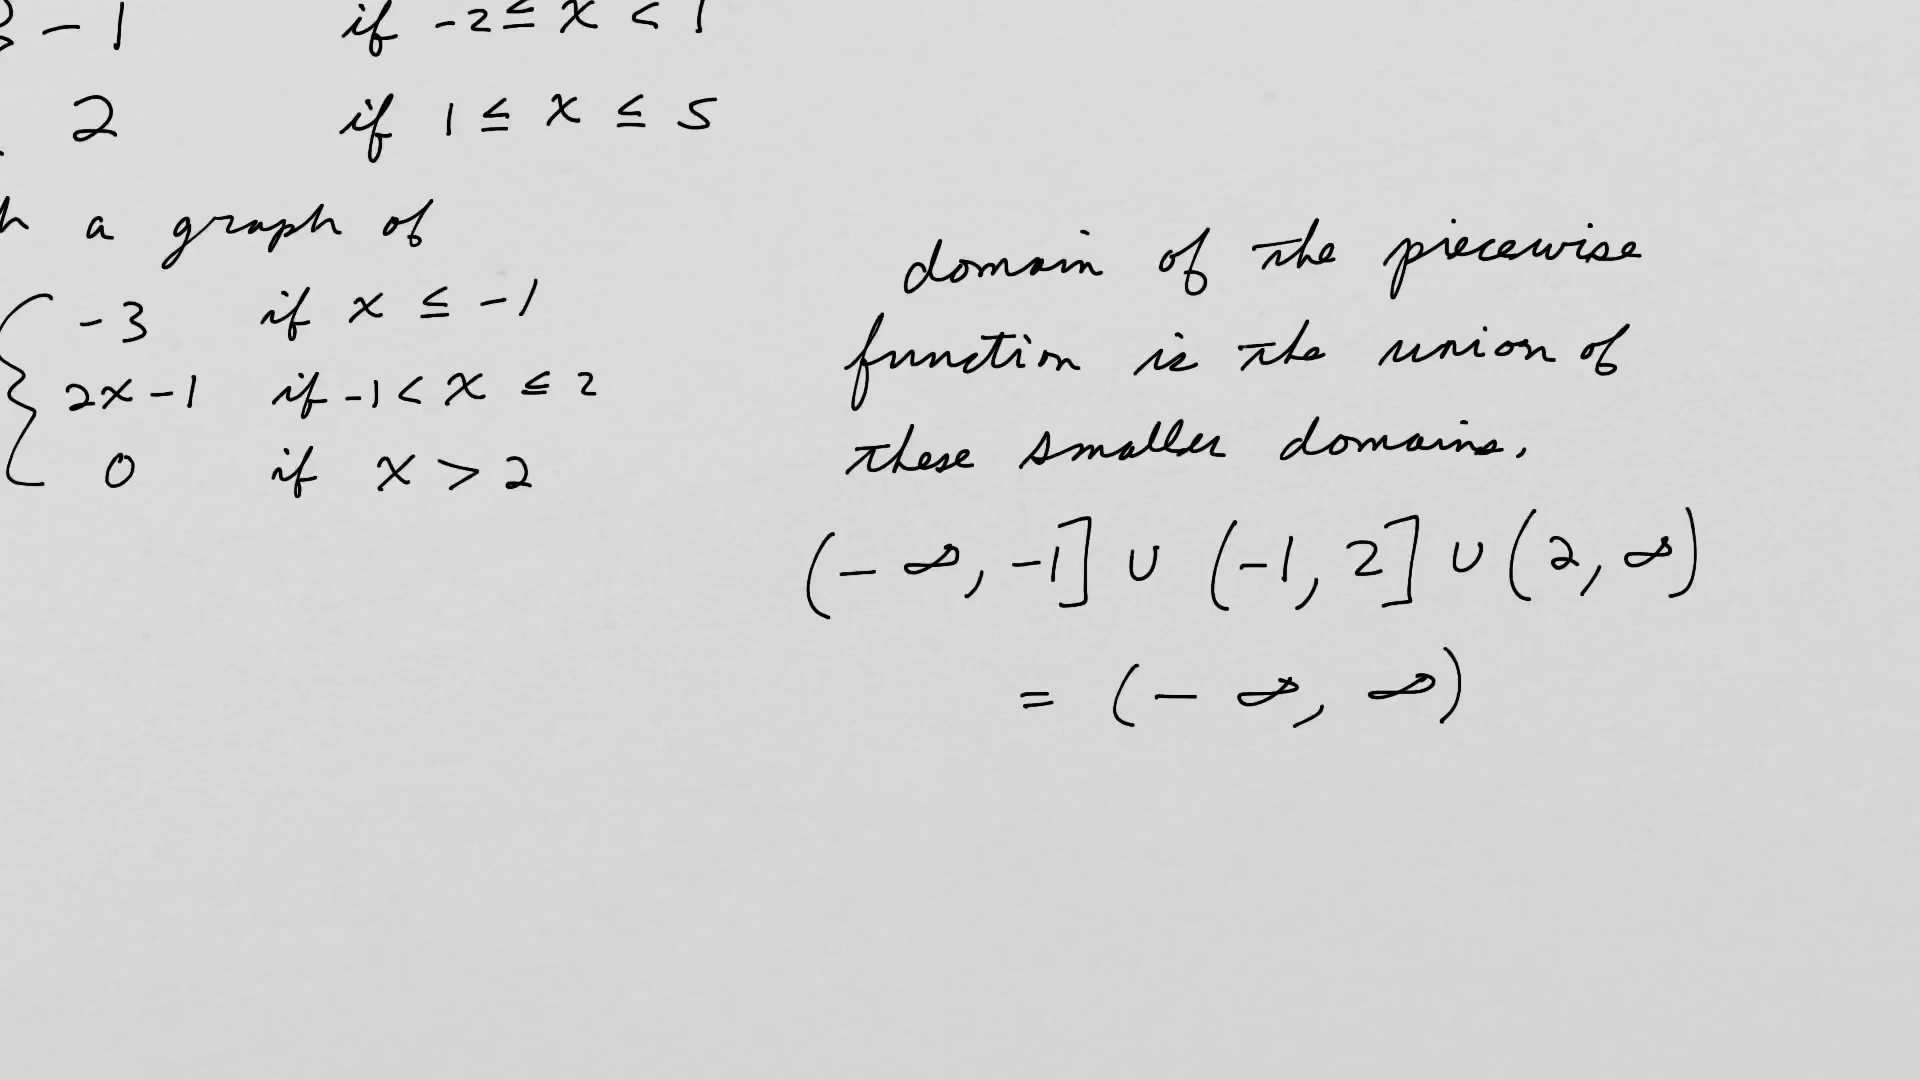 - 1 if -2 ≤ x < 1
2 if 1 ≤ x ≤ 5
a graph of
-3 if x ≤ -1
2x-1 if -1 < x ≤ 2
0 if x > 2
domain of the piecewise
function is the union of
these smaller domains.
(-∞, -1] ∪ (-1, 2] ∪ (2, ∞)
= (-∞, ∞)